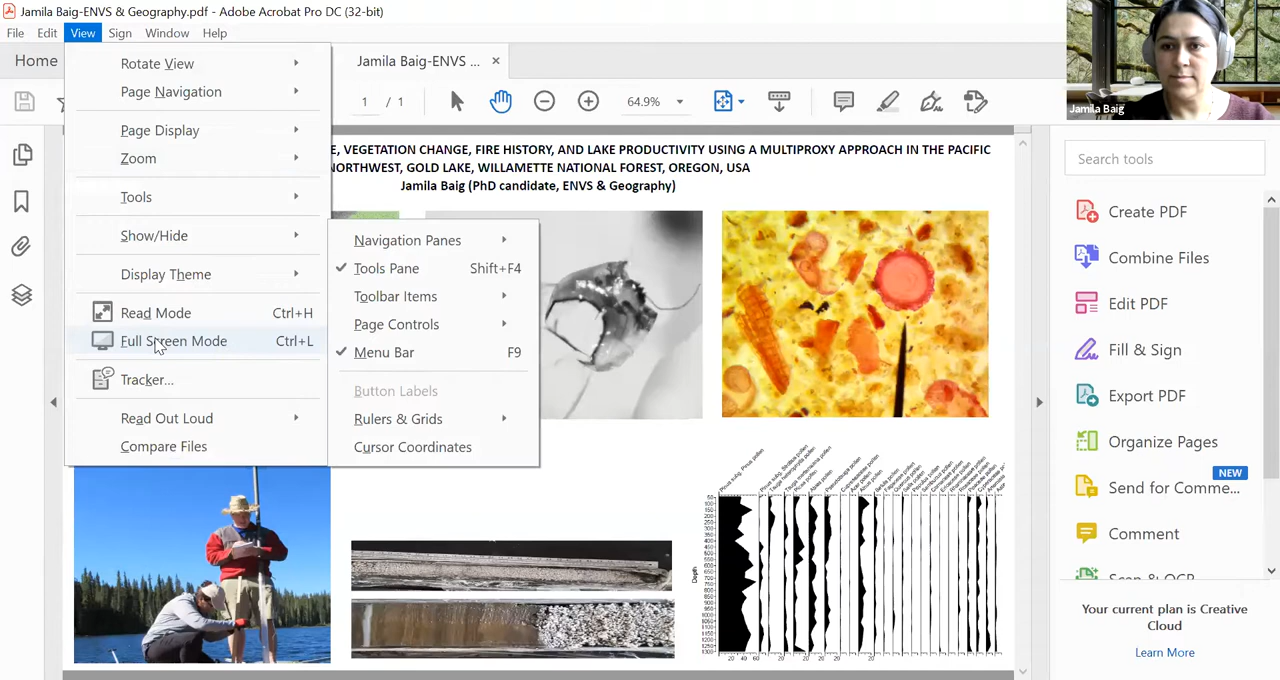 Jamila Baig-ENVS & Geography.pdf - Adobe Acrobat Pro DC (32-bit)
File Edit View Sign Window Help
Home
Jamila Baig-ENVS ... ×
1 / 1
64.9%
Jamila Baig
Rotate View
Page Navigation
Page Display
Zoom
Tools
Show/Hide
Display Theme
Read Mode Ctrl+H
Full Screen Mode Ctrl+L
Tracker...
Read Out Loud
Compare Files
Navigation Panes
Tools Pane Shift+F4
Toolbar Items
Page Controls
Menu Bar F9
Button Labels
Rulers & Grids
Cursor Coordinates
VEGETATION CHANGE, FIRE HISTORY, AND LAKE PRODUCTIVITY USING A MULTIPROXY APPROACH IN THE PACIFIC
NORTHWEST, GOLD LAKE, WILLAMETTE NATIONAL FOREST, OREGON, USA
Jamila Baig (PhD candidate, ENVS & Geography)
Depth
Search tools
Create PDF
Combine Files
Edit PDF
Fill & Sign
Export PDF
Organize Pages
NEW
Send for Comme...
Comment
Scan & OCR
Your current plan is Creative
Cloud
Learn More